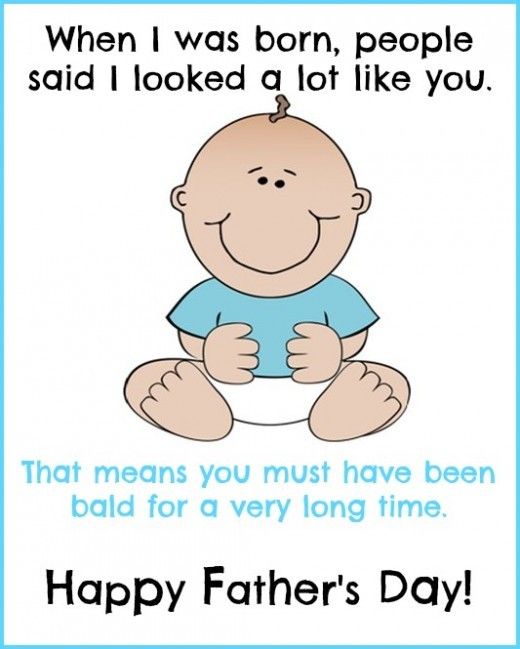 When I was born, people
said I looked a lot like you.
That means you must have been
bald for a very long time.
Happy Father's Day!